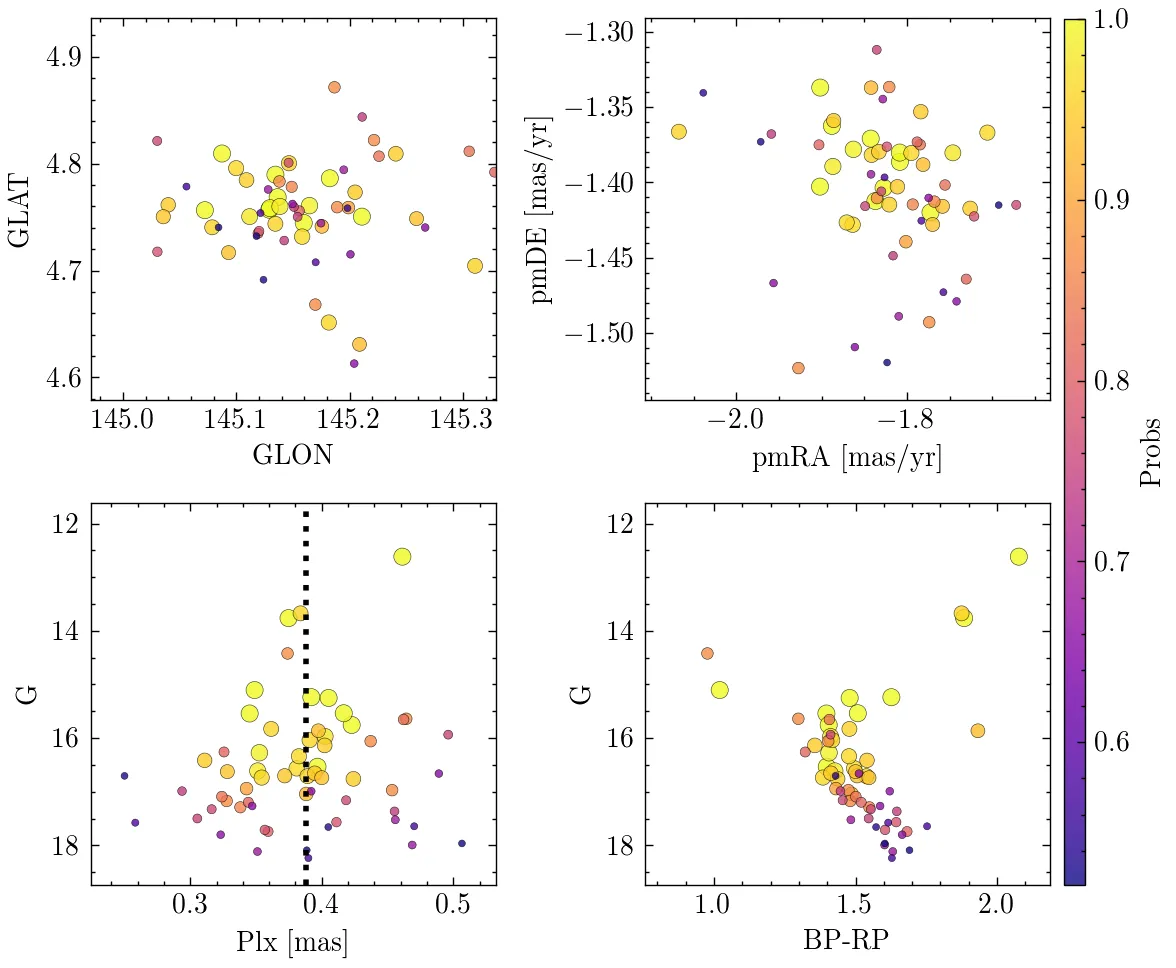 4.9
4.8
4.7
4.6
GLAT
145.0 145.1 145.2 145.3
GLON
−1.30
−1.35
−1.40
−1.45
−1.50
pmDE [mas/yr]
−2.0 −1.8
pmRA [mas/yr]
12
14
16
18
G
0.3 0.4 0.5
Plx [mas]
12
14
16
18
G
1.0 1.5 2.0
BP-RP
1.0
0.9
0.8
0.7
0.6
Probs